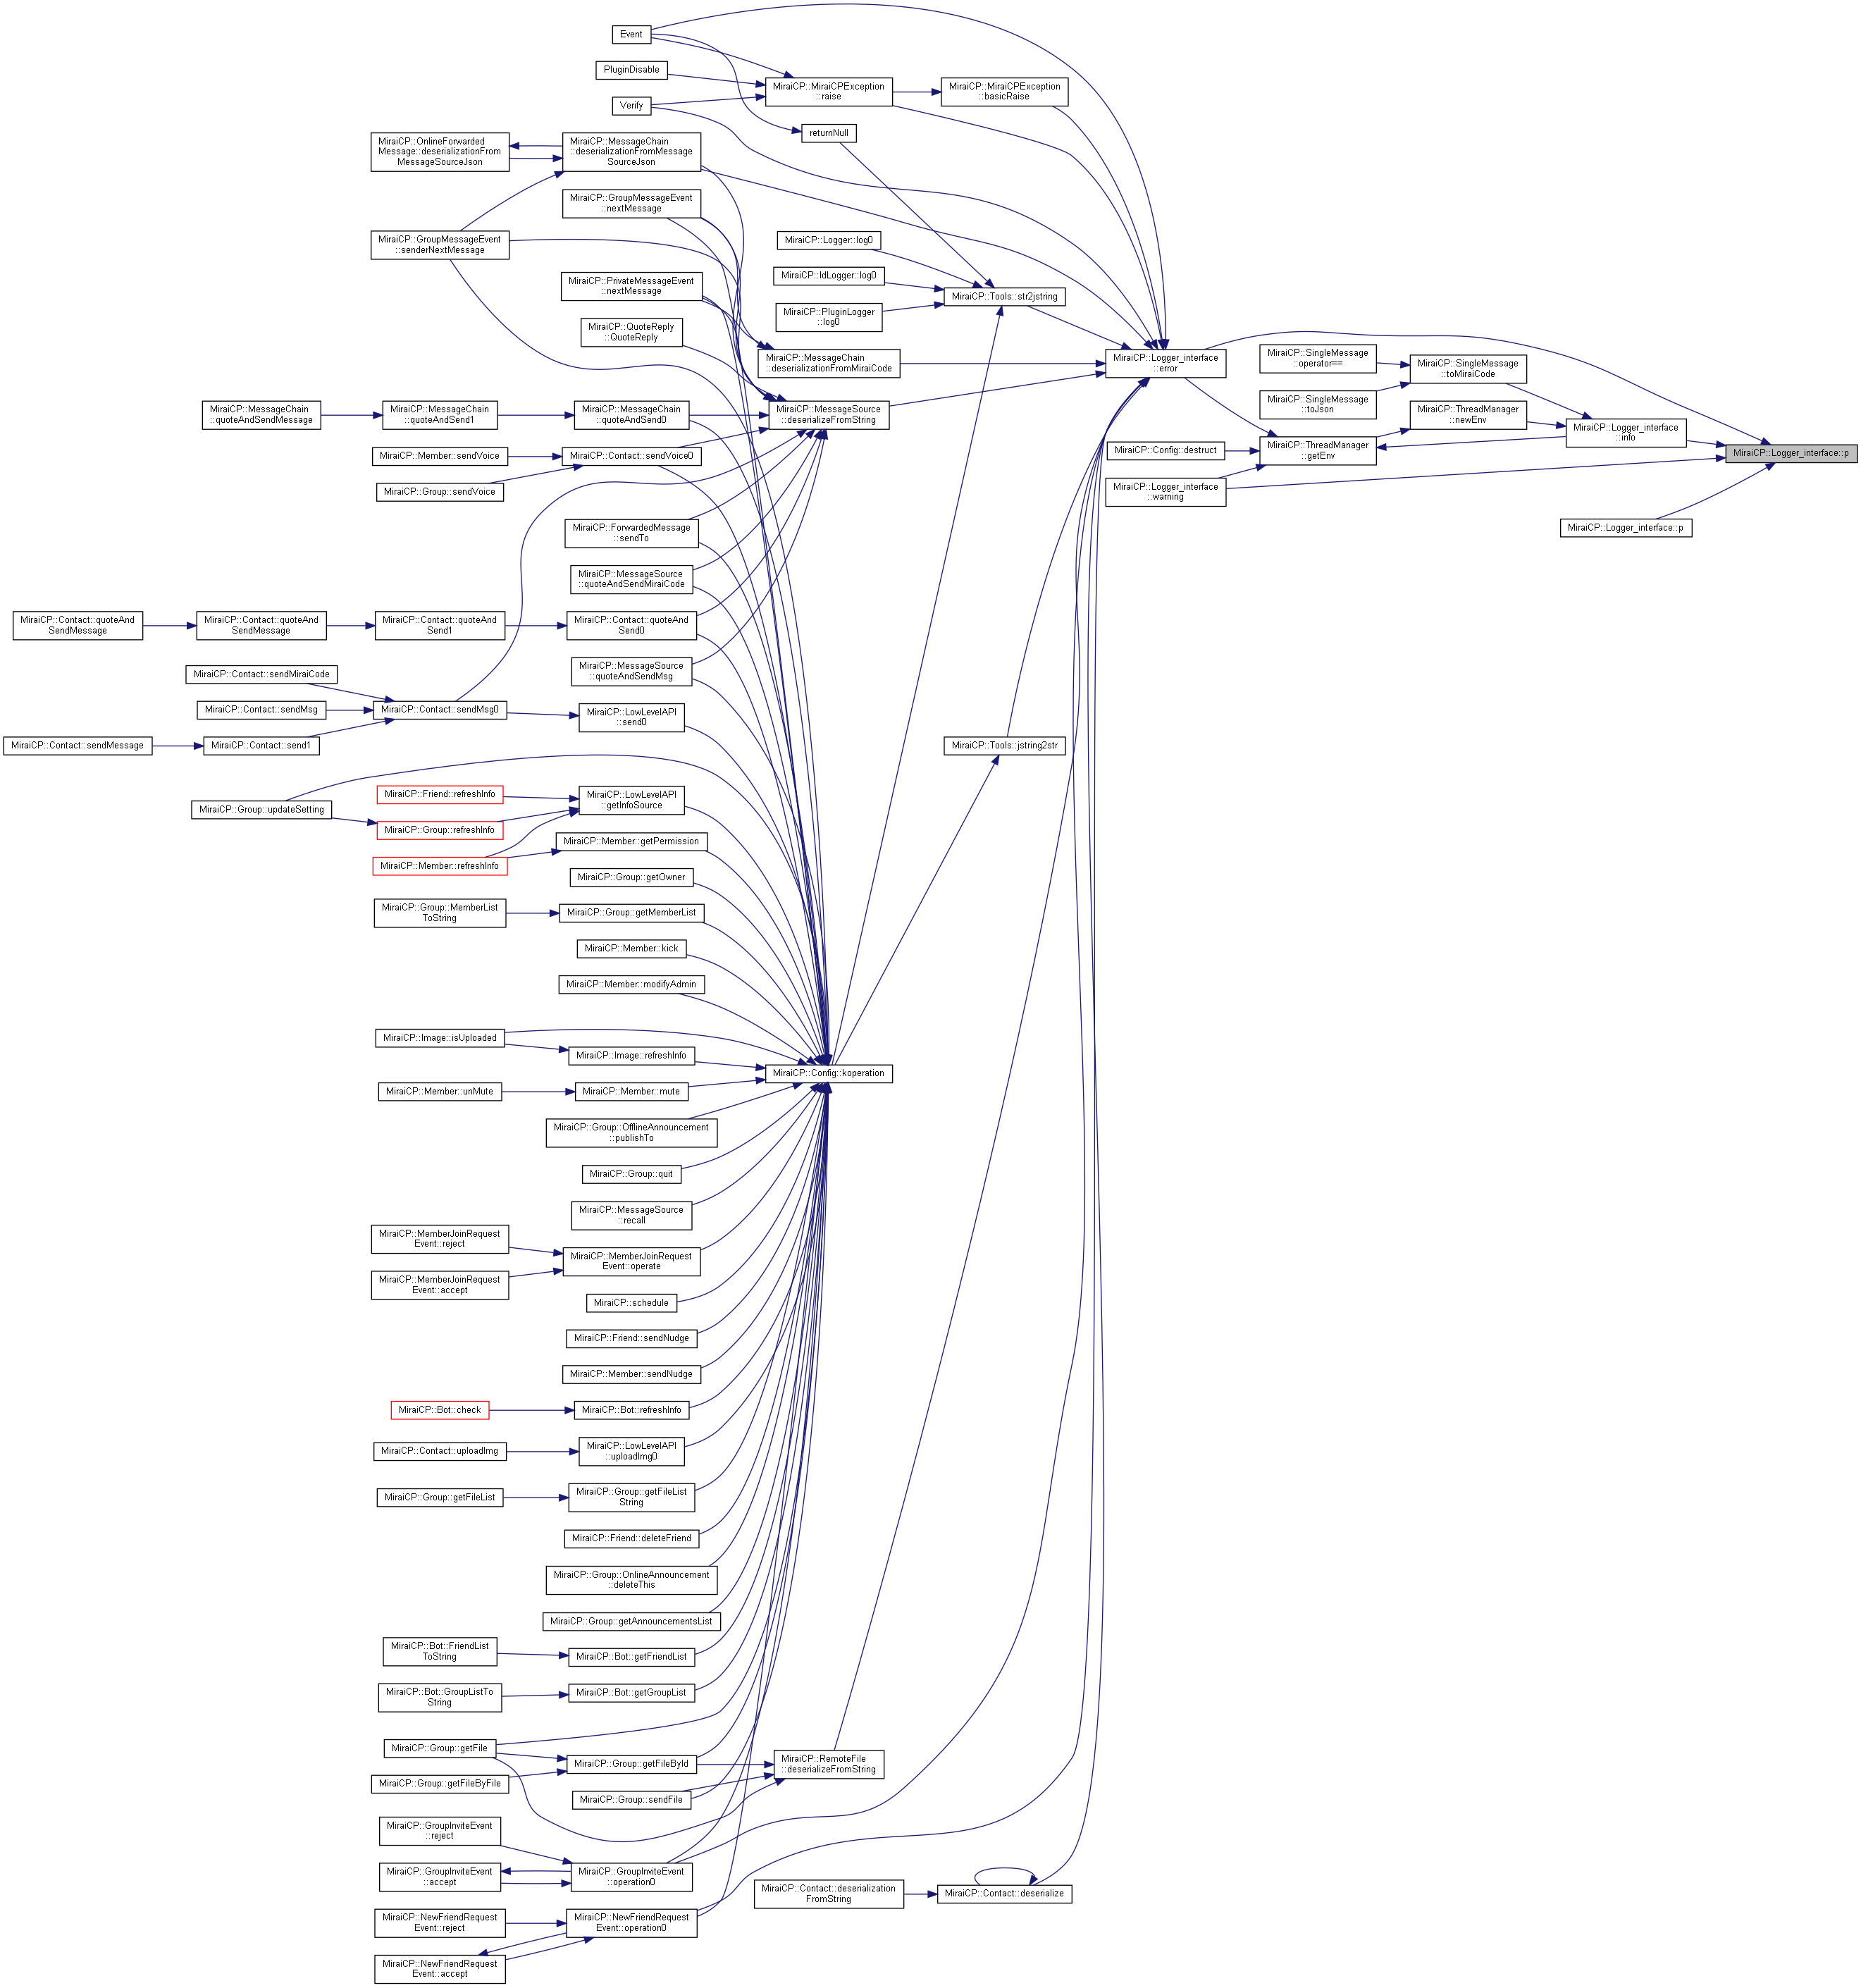 Event
PluginDisable
Verify
MiraiCP::MiraiCPException
::raise
MiraiCP::MiraiCPException
::basicRaise
returnNull
MiraiCP::OnlineForwarded
Message::deserializationFrom
MessageSourceJson
MiraiCP::MessageChain
::deserializationFromMessage
SourceJson
MiraiCP::GroupMessageEvent
::nextMessage
MiraiCP::GroupMessageEvent
::senderNextMessage
MiraiCP::Logger::log0
MiraiCP::IdLogger::log0
MiraiCP::PluginLogger
::log0
MiraiCP::Tools::str2jstring
MiraiCP::PrivateMessageEvent
::nextMessage
MiraiCP::QuoteReply
::QuoteReply
MiraiCP::MessageChain
::deserializationFromMiraiCode
MiraiCP::Logger_interface
::error
MiraiCP::SingleMessage
::operator==
MiraiCP::SingleMessage
::toMiraiCode
MiraiCP::SingleMessage
::toJson
MiraiCP::ThreadManager
::newEnv
MiraiCP::Logger_interface
::info
MiraiCP::Logger_interface::p
MiraiCP::Config::destruct
MiraiCP::ThreadManager
::getEnv
MiraiCP::Logger_interface
::warning
MiraiCP::Logger_interface::p
MiraiCP::MessageChain
::quoteAndSendMessage
MiraiCP::MessageChain
::quoteAndSend1
MiraiCP::MessageChain
::quoteAndSend0
MiraiCP::MessageSource
::deserializeFromString
MiraiCP::Member::sendVoice
MiraiCP::Contact::sendVoice0
MiraiCP::Group::sendVoice
MiraiCP::ForwardedMessage
::sendTo
MiraiCP::MessageSource
::quoteAndSendMiraiCode
MiraiCP::Contact::quoteAnd
SendMessage
MiraiCP::Contact::quoteAnd
SendMessage
MiraiCP::Contact::quoteAnd
Send1
MiraiCP::Contact::quoteAnd
Send0
MiraiCP::MessageSource
::quoteAndSendMsg
MiraiCP::Contact::sendMiraiCode
MiraiCP::Contact::sendMsg
MiraiCP::Contact::sendMsg0
MiraiCP::LowLevelAPI
::send0
MiraiCP::Contact::sendMessage
MiraiCP::Contact::send1
MiraiCP::Tools::jstring2str
MiraiCP::Friend::refreshInfo
MiraiCP::LowLevelAPI
::getInfoSource
MiraiCP::Group::updateSetting
MiraiCP::Group::refreshInfo
MiraiCP::Member::getPermission
MiraiCP::Member::refreshInfo
MiraiCP::Group::getOwner
MiraiCP::Group::MemberList
ToString
MiraiCP::Group::getMemberList
MiraiCP::Member::kick
MiraiCP::Member::modifyAdmin
MiraiCP::Image::isUploaded
MiraiCP::Image::refreshInfo
MiraiCP::Config::koperation
MiraiCP::Member::unMute
MiraiCP::Member::mute
MiraiCP::Group::OfflineAnnouncement
::publishTo
MiraiCP::Group::quit
MiraiCP::MessageSource
::recall
MiraiCP::MemberJoinRequest
Event::reject
MiraiCP::MemberJoinRequest
Event::operate
MiraiCP::MemberJoinRequest
Event::accept
MiraiCP::schedule
MiraiCP::Friend::sendNudge
MiraiCP::Member::sendNudge
MiraiCP::Bot::check
MiraiCP::Bot::refreshInfo
MiraiCP::Contact::uploadImg
MiraiCP::LowLevelAPI
::uploadImg0
MiraiCP::Group::getFileList
MiraiCP::Group::getFileList
String
MiraiCP::Friend::deleteFriend
MiraiCP::Group::OnlineAnnouncement
::deleteThis
MiraiCP::Group::getAnnouncementsList
MiraiCP::Bot::FriendList
ToString
MiraiCP::Bot::getFriendList
MiraiCP::Bot::GroupListTo
String
MiraiCP::Bot::getGroupList
MiraiCP::Group::getFile
MiraiCP::Group::getFileById
MiraiCP::RemoteFile
::deserializeFromString
MiraiCP::Group::getFileByFile
MiraiCP::Group::sendFile
MiraiCP::GroupInviteEvent
::reject
MiraiCP::GroupInviteEvent
::accept
MiraiCP::GroupInviteEvent
::operation0
MiraiCP::Contact::deserialization
FromString
MiraiCP::Contact::deserialize
MiraiCP::NewFriendRequest
Event::reject
MiraiCP::NewFriendRequest
Event::operation0
MiraiCP::NewFriendRequest
Event::accept